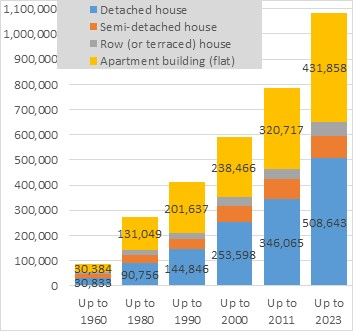 1,100,000
1,000,000
900,000
800,000
700,000
600,000
500,000
400,000
300,000
200,000
100,000
0
Detached house
Semi-detached house
Row (or terraced) house
Apartment building (flat)
30,384
131,049
201,637
238,466
320,717
431,858
30,833
90,756
144,846
253,598
346,065
508,643
Up to 1960
Up to 1980
Up to 1990
Up to 2000
Up to 2011
Up to 2023